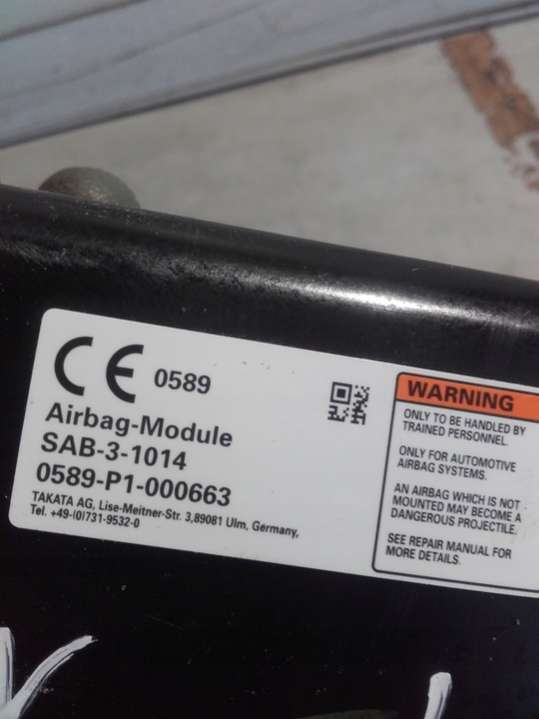 CE 0589
Airbag-Module
SAB-3-1014
0589-P1-000663
TAKATA AG, Lise-Meitner-Str. 3,89081 Ulm, Germany,
Tel. +49-(0)731-9532-0
WARNING
ONLY TO BE HANDLED BY
TRAINED PERSONNEL.
ONLY FOR AUTOMOTIVE
AIRBAG SYSTEMS.
AN AIRBAG WHICH IS NOT
MOUNTED MAY BECOME A
DANGEROUS PROJECTILE.
SEE REPAIR MANUAL FOR
MORE DETAILS.